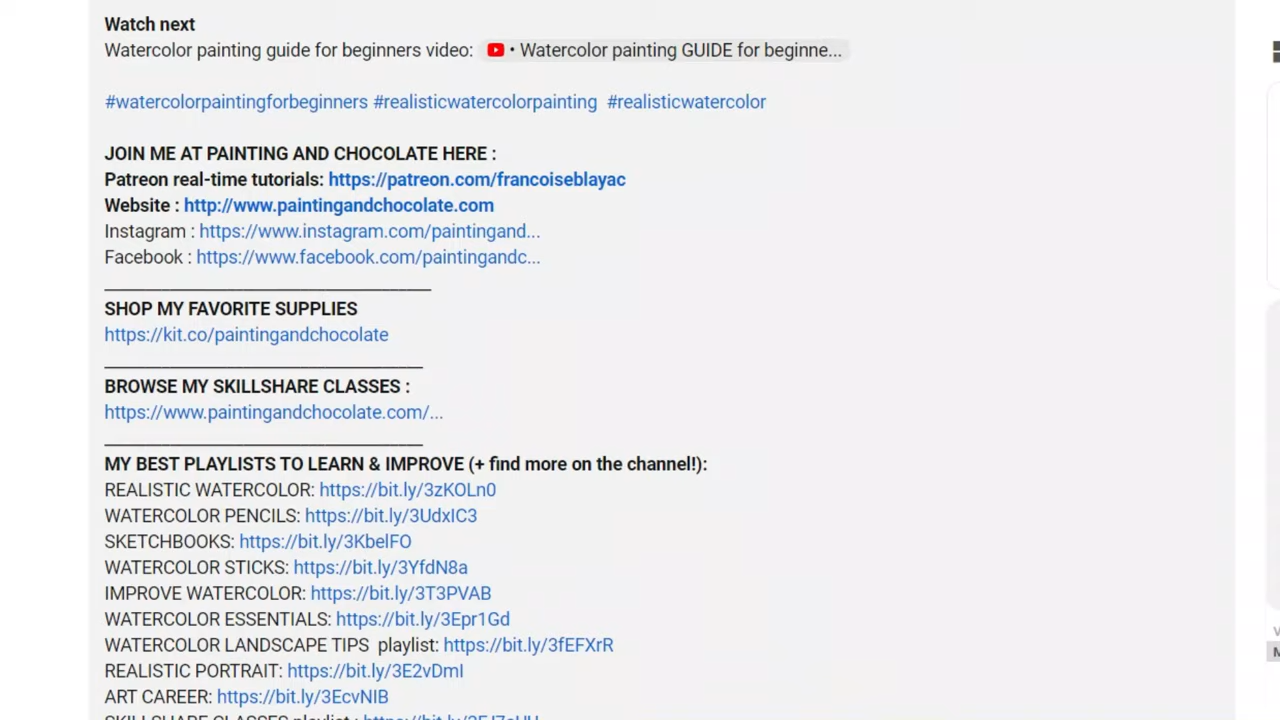 Watch next
Watercolor painting guide for beginners video: • Watercolor painting GUIDE for beginne...
#watercolorpaintingforbeginners #realisticwatercolorpainting #realisticwatercolor
JOIN ME AT PAINTING AND CHOCOLATE HERE :
Patreon real-time tutorials: https://patreon.com/francoiseblayac
Website : http://www.paintingandchocolate.com
Instagram : https://www.instagram.com/paintingand...
Facebook : https://www.facebook.com/paintingandc...
SHOP MY FAVORITE SUPPLIES
https://kit.co/paintingandchocolate
BROWSE MY SKILLSHARE CLASSES :
https://www.paintingandchocolate.com/...
MY BEST PLAYLISTS TO LEARN & IMPROVE (+ find more on the channel!):
REALISTIC WATERCOLOR: https://bit.ly/3zKOLn0
WATERCOLOR PENCILS: https://bit.ly/3UdxIC3
SKETCHBOOKS: https://bit.ly/3KbelFO
WATERCOLOR STICKS: https://bit.ly/3YfdN8a
IMPROVE WATERCOLOR: https://bit.ly/3T3PVAB
WATERCOLOR ESSENTIALS: https://bit.ly/3Epr1Gd
WATERCOLOR LANDSCAPE TIPS playlist: https://bit.ly/3fEFXrR
REALISTIC PORTRAIT: https://bit.ly/3E2vDmI
ART CAREER: https://bit.ly/3EcvNIB
SKILLSHARE CLASSES playlist :